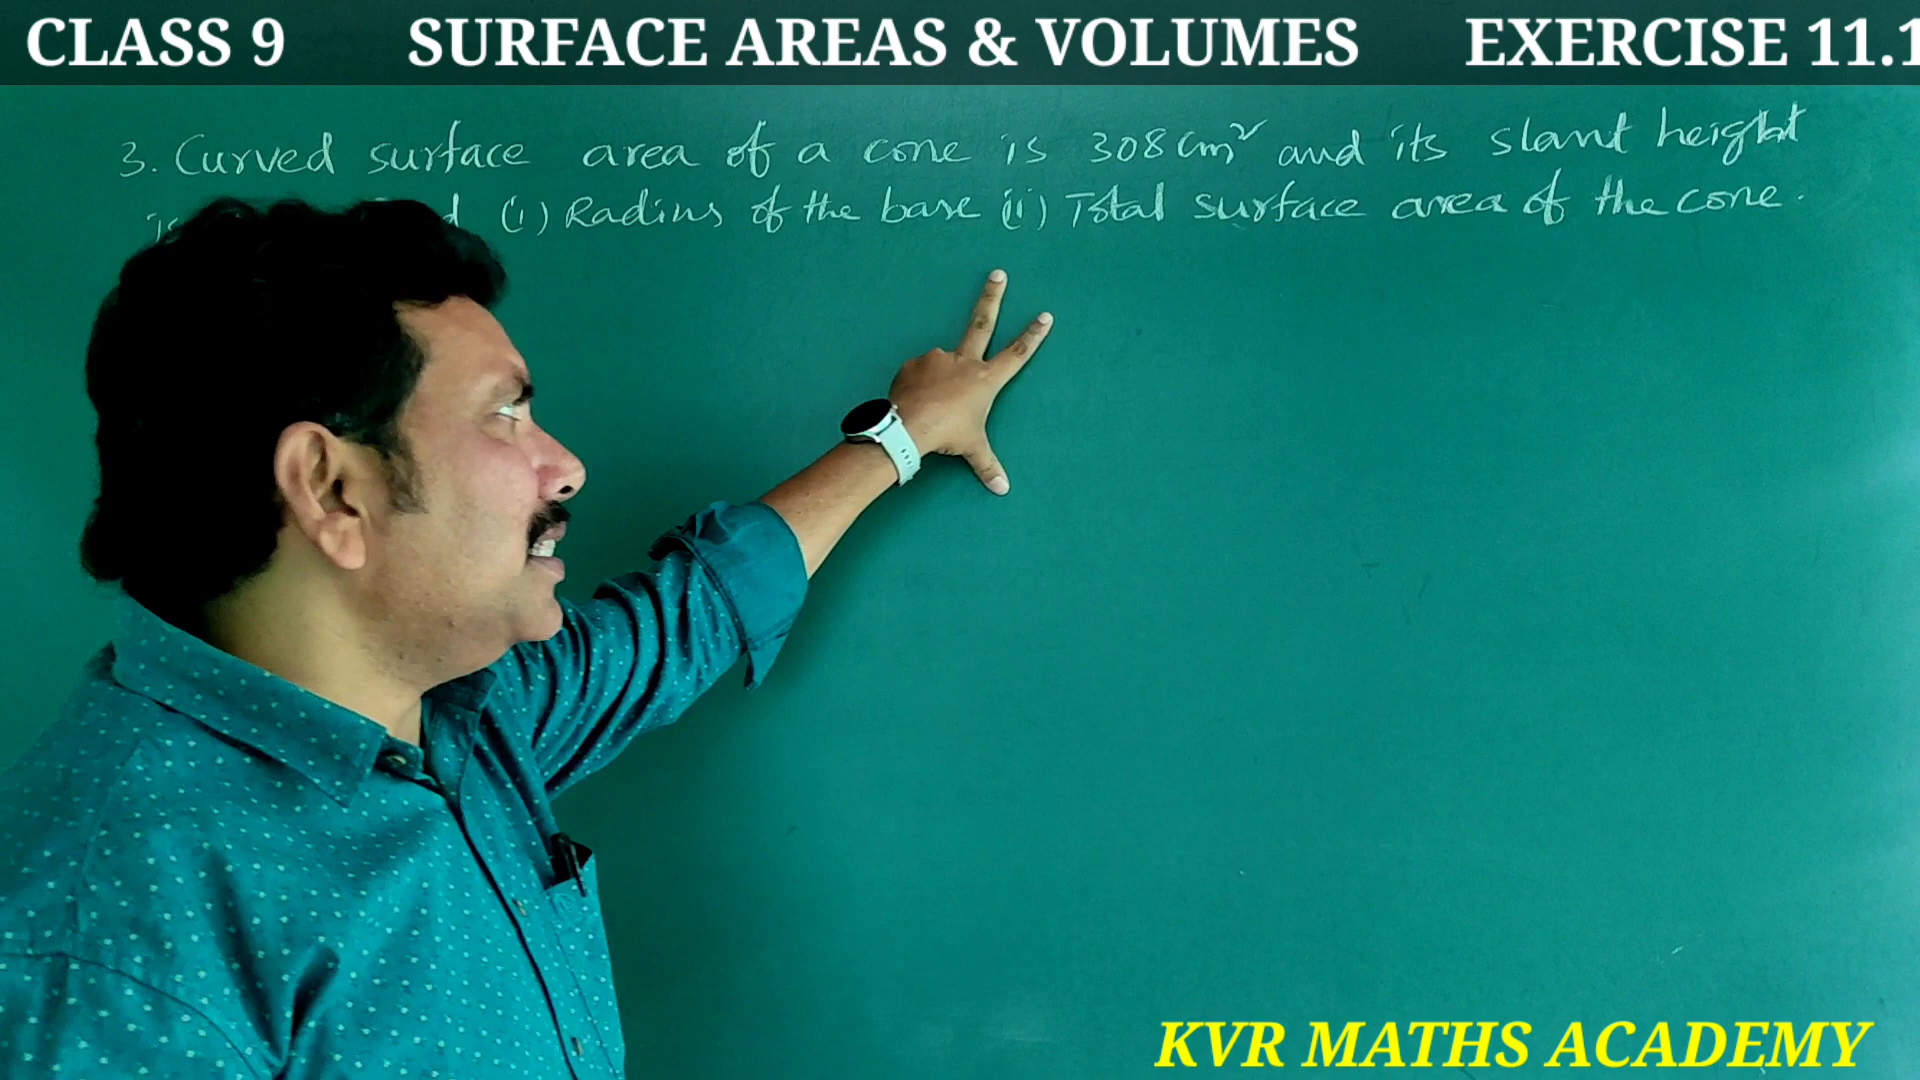 CLASS 9 SURFACE AREAS & VOLUMES EXERCISE 11.1
3. Curved surface area of a cone is 308 cm² and its slant height
is (i) Radius of the base (ii) Total surface area of the cone.
KVR MATHS ACADEMY